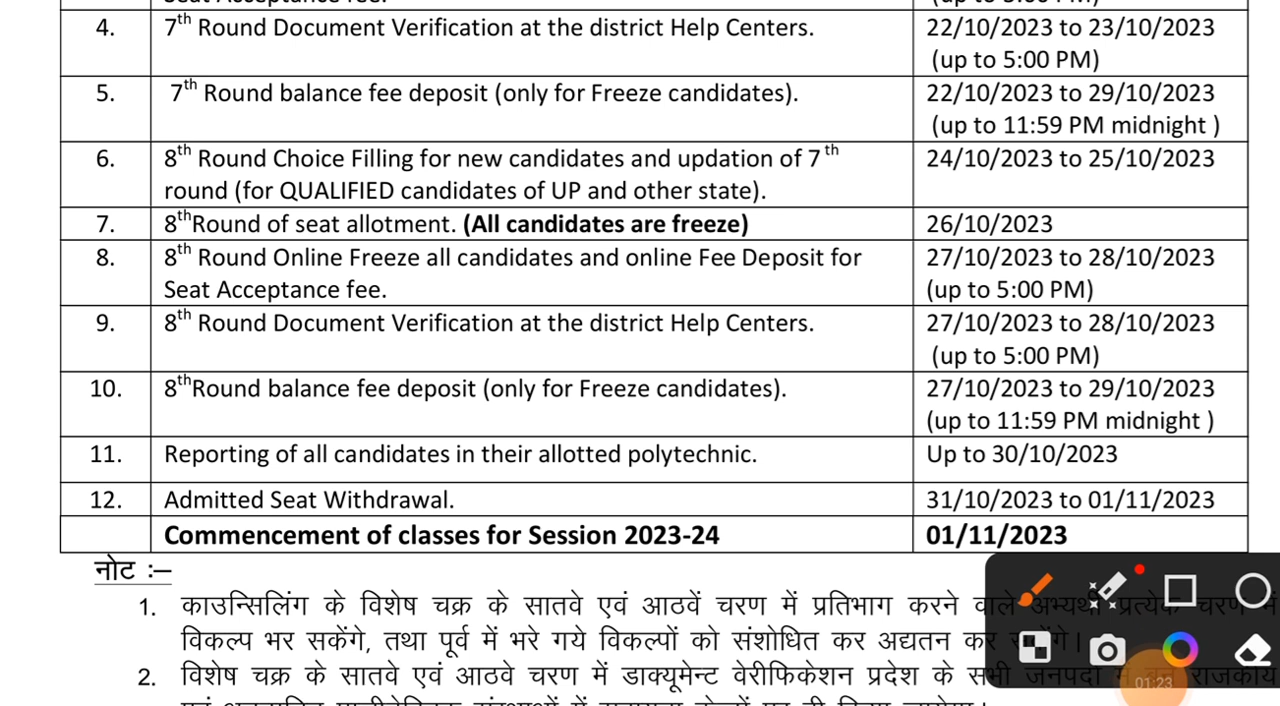 4. 7th Round Document Verification at the district Help Centers. 22/10/2023 to 23/10/2023
(up to 5:00 PM)
5. 7th Round balance fee deposit (only for Freeze candidates). 22/10/2023 to 29/10/2023
(up to 11:59 PM midnight )
6. 8th Round Choice Filling for new candidates and updation of 7 th 24/10/2023 to 25/10/2023
round (for QUALIFIED candidates of UP and other state).
7. 8thRound of seat allotment. (All candidates are freeze) 26/10/2023
8. 8th Round Online Freeze all candidates and online Fee Deposit for 27/10/2023 to 28/10/2023
Seat Acceptance fee. (up to 5:00 PM)
9. 8th Round Document Verification at the district Help Centers. 27/10/2023 to 28/10/2023
(up to 5:00 PM)
10. 8thRound balance fee deposit (only for Freeze candidates). 27/10/2023 to 29/10/2023
(up to 11:59 PM midnight )
11. Reporting of all candidates in their allotted polytechnic. Up to 30/10/2023
12. Admitted Seat Withdrawal. 31/10/2023 to 01/11/2023
Commencement of classes for Session 2023-24 01/11/2023
नोट :–
1. काउन्सिलिंग के विशेष चक्र के सातवे एवं आठवें चरण में प्रतिभाग करने वाले अभ्यर्थी प्रत्येक चरण में
विकल्प भर सकेंगे, तथा पूर्व में भरे गये विकल्पों को संशोधित कर अद्यतन कर सकेंगे।
2. विशेष चक्र के सातवे एवं आठवे चरण में डाक्यूमेन्ट वेरीफिकेशन प्रदेश के सभी जनपदों राजकीय
01:23